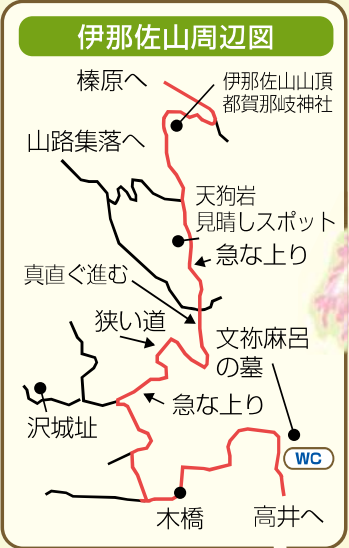 伊那佐山周辺図
榛原へ
伊那佐山山頂
都賀那岐神社
山路集落へ
天狗岩
見晴しスポット
急な上り
真直ぐ進む
狭い道
文祢麻呂
の墓
急な上り
沢城址
WC
木橋
高井へ